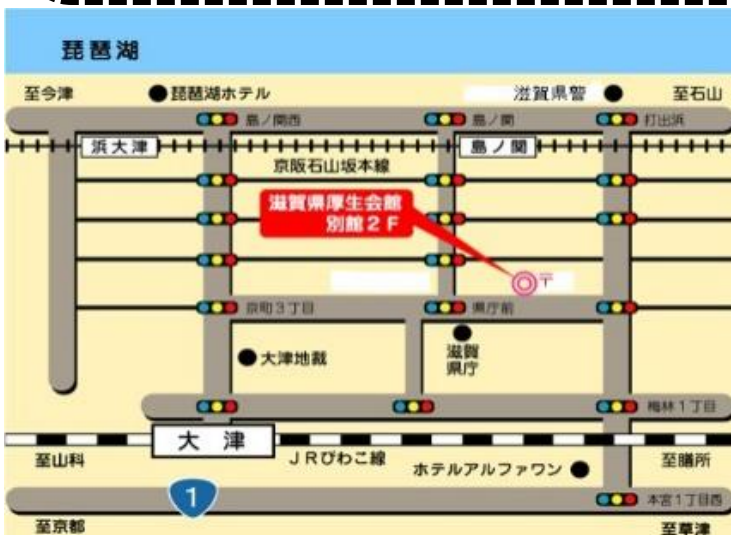 琵琶湖
至今津
琵琶湖ホテル
滋賀県警
至石山
島ノ関西
島ノ関
打出浜
浜大津
島ノ関
京阪石山坂本線
滋賀県厚生会館
別館２Ｆ
〒
京町３丁目
県庁前
大津地裁
滋賀
県庁
梅林１丁目
大津
至山科
ＪＲびわこ線
ホテルアルファワン
至膳所
1
本宮１丁目西
至京都
至草津